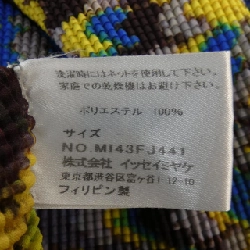 洗濯時にはネットを使用して下さい。
家庭での乾燥機はお避け下さい。
ポリエステル 100%
サイズ
NO.MI43FJ441
株式会社 イッセイミヤケ
東京都渋谷区富ヶ谷1-12-10
フィリピン製